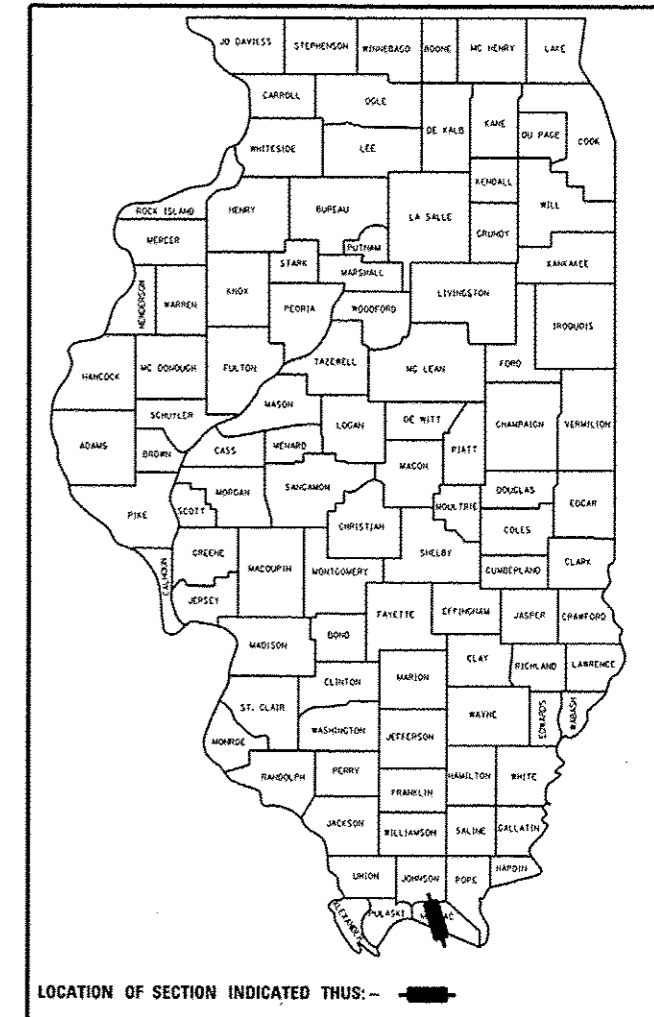 JO DAVIESS STEPHENSON WINNEBAGO BOONE MC HENRY LAKE
CARROLL OGLE DE KALB KANE DU PAGE COOK
WHITESIDE LEE KENDALL WILL
ROCK ISLAND HENRY BUREAU LA SALLE GRUNDY
MERCER PUTNAM KANKAKEE
HENDERSON WARREN KNOX STARK MARSHALL LIVINGSTON
PEORIA WOODFORD IROQUOIS
HANCOCK MC DONOUGH FULTON TAZEWELL MC LEAN FORD
SCHUYLER MASON LOGAN DE WITT CHAMPAIGN VERMILION
ADAMS BROWN CASS MENARD MACON PIATT
PIKE SCOTT MORGAN SANGAMON MOULTRIE DOUGLAS EDGAR
CHRISTIAN COLES
CALHOUN GREENE MACOUPIN MONTGOMERY SHELBY CUMBERLAND CLARK
JERSEY FAYETTE EFFINGHAM JASPER CRAWFORD
MADISON BOND CLAY RICHLAND LAWRENCE
CLINTON MARION
ST. CLAIR WAYNE EDWARDS WABASH
MONROE WASHINGTON JEFFERSON
RANDOLPH PERRY HAMILTON WHITE
FRANKLIN
JACKSON WILLIAMSON SALINE GALLATIN
UNION JOHNSON POPE HARDIN
ALEXANDER PULASKI
LOCATION OF SECTION INDICATED THUS: -